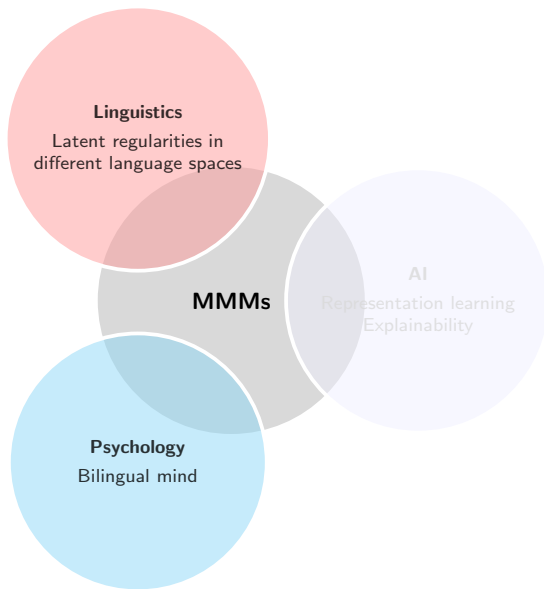 Linguistics
Latent regularities in
different language spaces
MMMs
AI
Representation learning
Explainability
Psychology
Bilingual mind